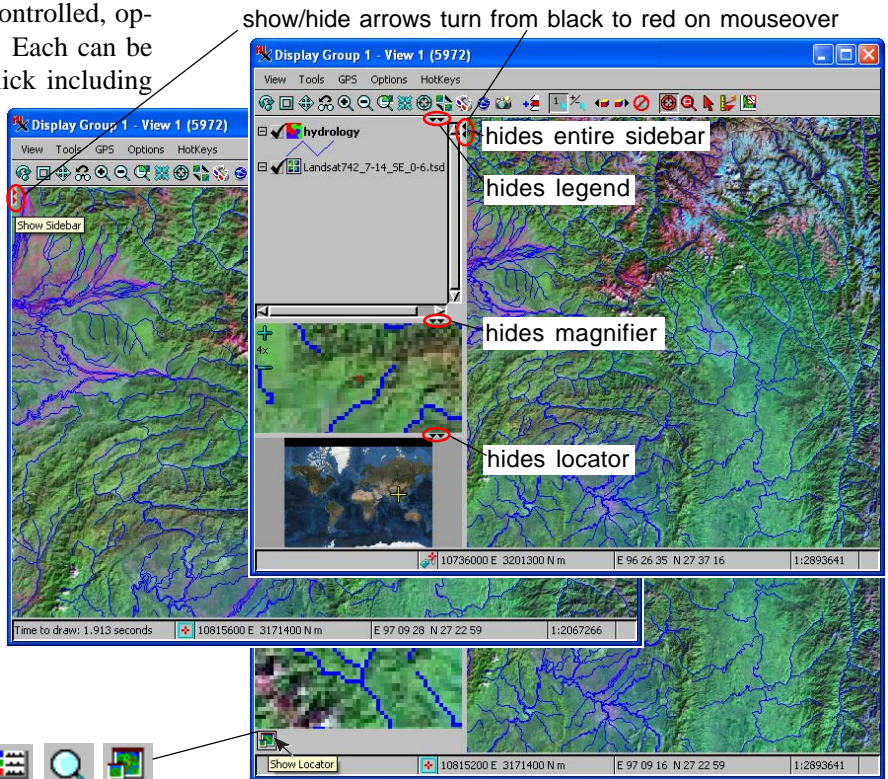 ontrolled, op-
Each can be
ick including
show/hide arrows turn from black to red on mouseover
Display Group 1 - View 1 (5972)
View Tools GPS Options HotKeys
hydrology
Landsat742_7-14_SE_0-6.tsd
hides entire sidebar
hides legend
hides magnifier
4x
hides locator
10736000 E 3201300 N m E 96 26 35 N 27 37 16 1:2893641
Display Group 1 - View 1 (5972)
View Tools GPS Options HotKeys
Show Sidebar
Time to draw: 1.913 seconds 10815600 E 3171400 N m E 97 09 28 N 27 22 59 1:2067266
Show Locator
10815200 E 3171400 N m E 97 09 16 N 27 22 59 1:2893641